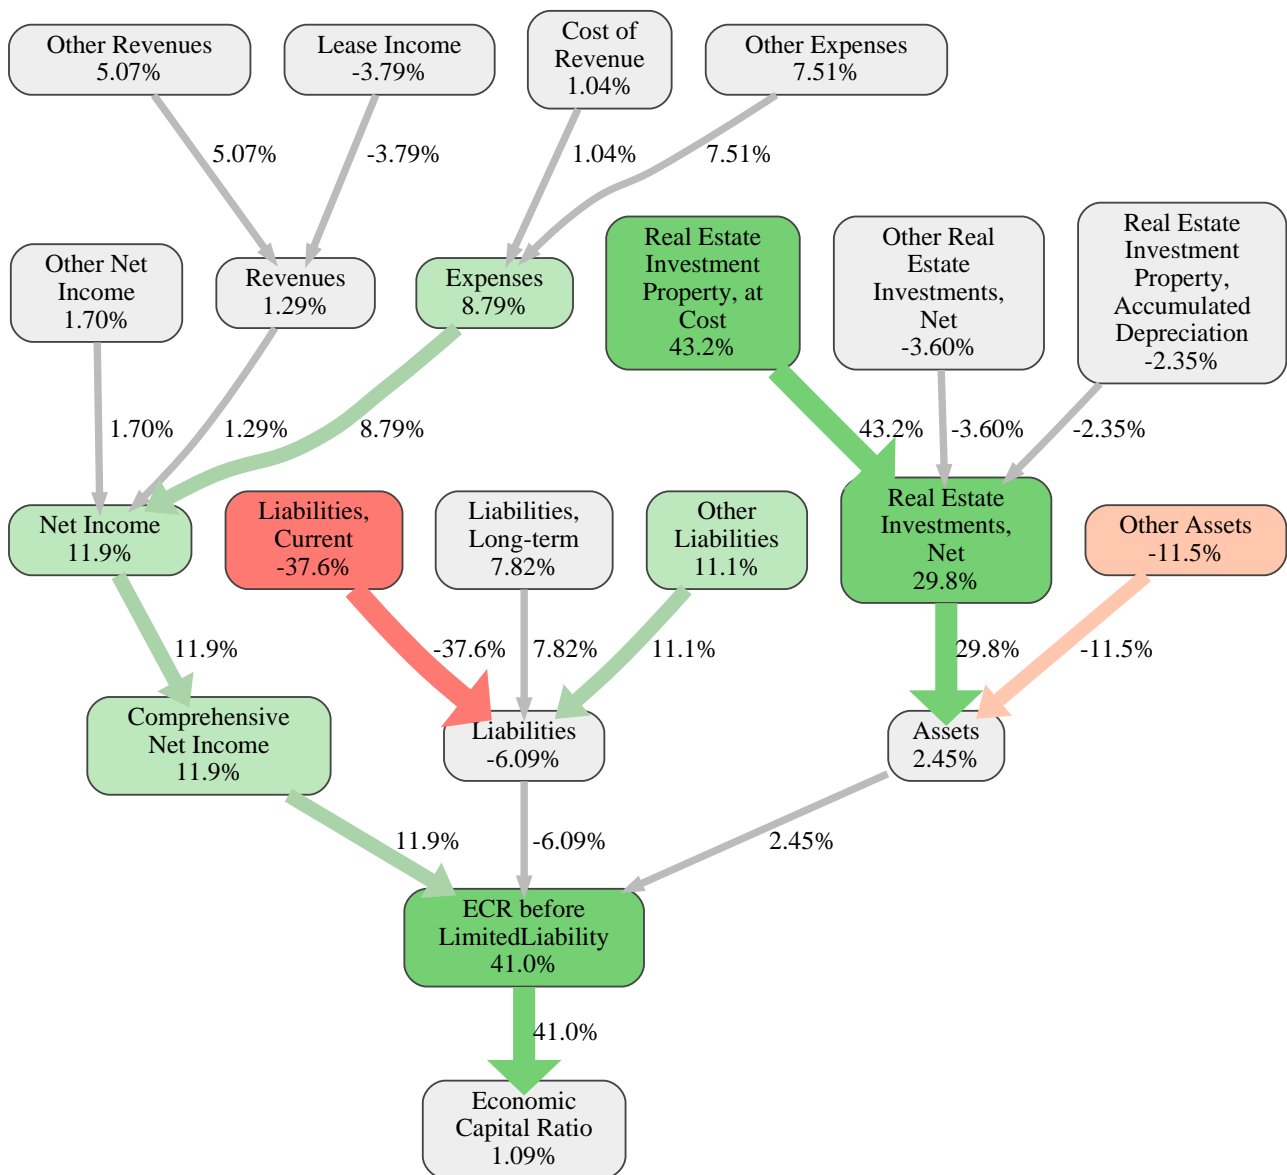 Other Revenues
5.07%
Lease Income
-3.79%
Cost of
Revenue
1.04%
Other Expenses
7.51%
5.07%
-3.79%
1.04%
7.51%
Other Net
Income
1.70%
Revenues
1.29%
Expenses
8.79%
Real Estate
Investment
Property, at
Cost
43.2%
Other Real
Estate
Investments,
Net
-3.60%
Real Estate
Investment
Property,
Accumulated
Depreciation
-2.35%
1.70%
1.29%
8.79%
43.2%
-3.60%
-2.35%
Net Income
11.9%
Liabilities,
Current
-37.6%
Liabilities,
Long-term
7.82%
Other
Liabilities
11.1%
Real Estate
Investments,
Net
29.8%
Other Assets
-11.5%
11.9%
-37.6%
7.82%
11.1%
29.8%
-11.5%
Comprehensive
Net Income
11.9%
Liabilities
-6.09%
Assets
2.45%
11.9%
-6.09%
2.45%
ECR before
LimitedLiability
41.0%
41.0%
Economic
Capital Ratio
1.09%